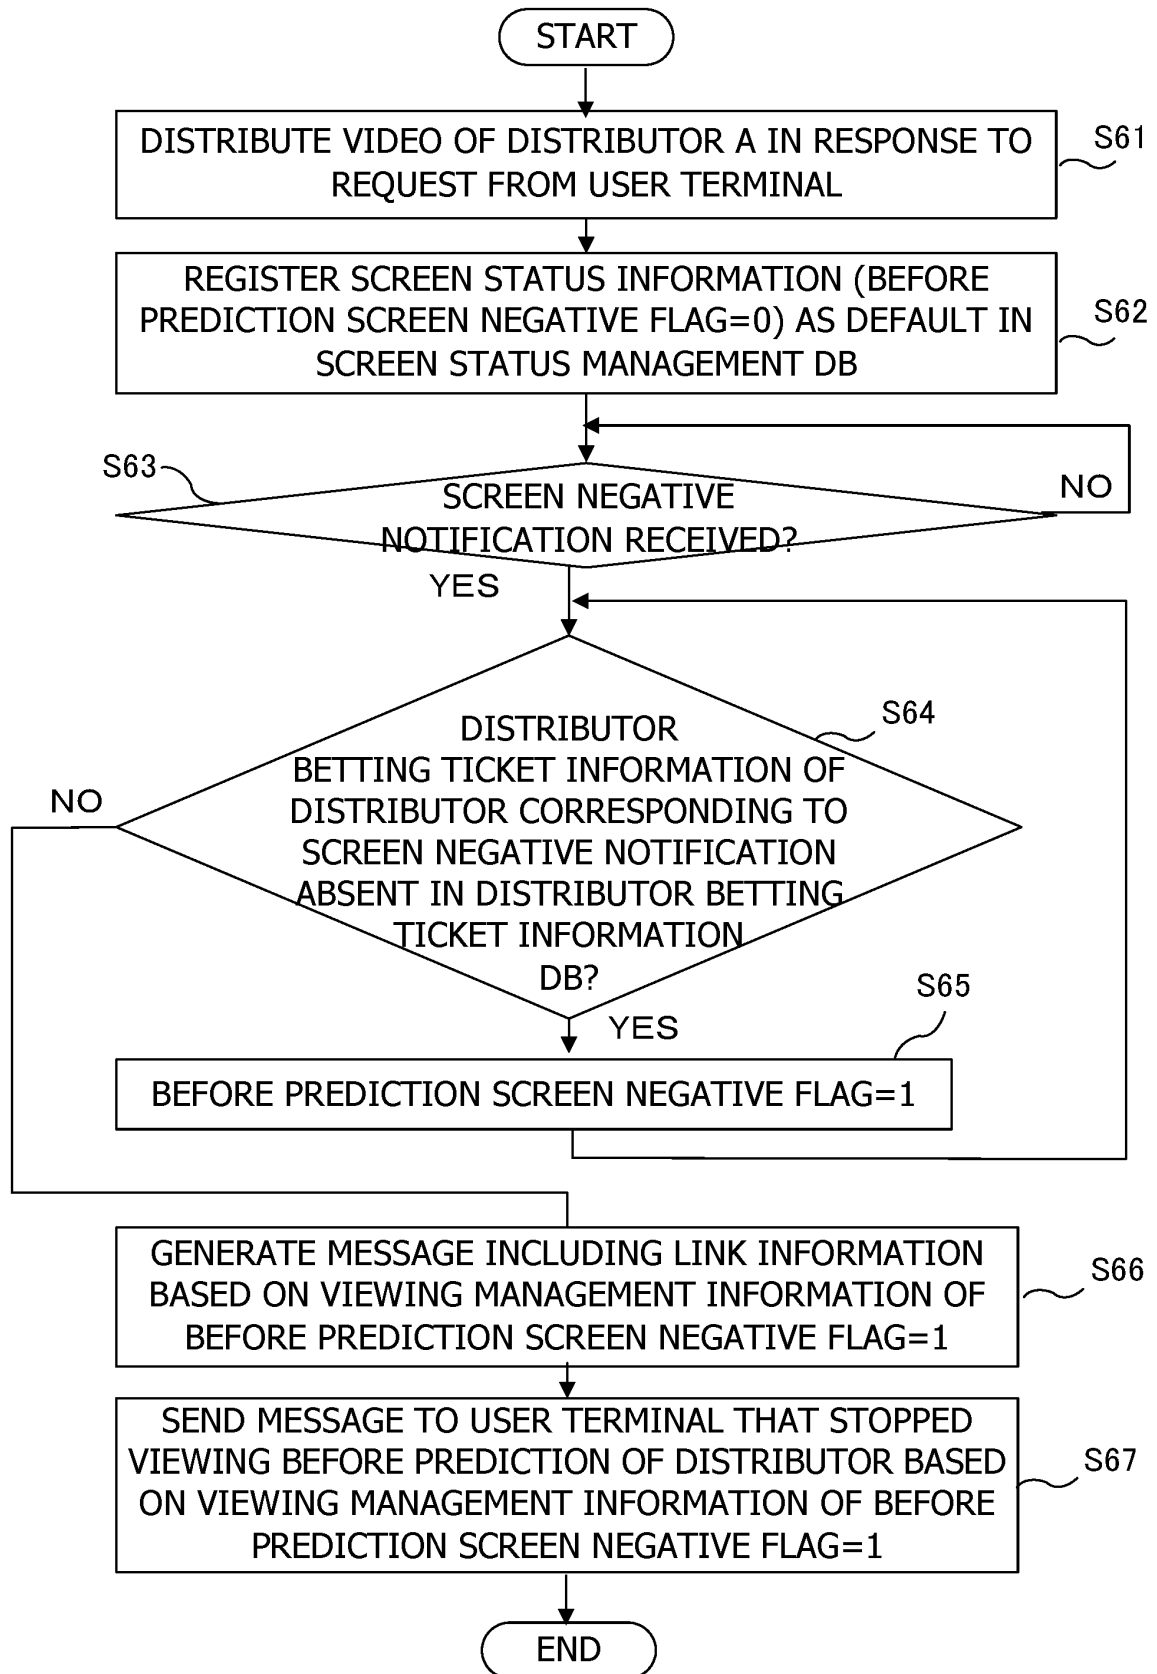 START
DISTRIBUTE VIDEO OF DISTRIBUTOR A IN RESPONSE TO
REQUEST FROM USER TERMINAL
S61
REGISTER SCREEN STATUS INFORMATION (BEFORE
PREDICTION SCREEN NEGATIVE FLAG=0) AS DEFAULT IN
SCREEN STATUS MANAGEMENT DB
S62
S63
SCREEN NEGATIVE
NOTIFICATION RECEIVED?
NO
YES
S64
DISTRIBUTOR
BETTING TICKET INFORMATION OF
DISTRIBUTOR CORRESPONDING TO
SCREEN NEGATIVE NOTIFICATION
ABSENT IN DISTRIBUTOR BETTING
TICKET INFORMATION
DB?
NO
YES
S65
BEFORE PREDICTION SCREEN NEGATIVE FLAG=1
GENERATE MESSAGE INCLUDING LINK INFORMATION
BASED ON VIEWING MANAGEMENT INFORMATION OF
BEFORE PREDICTION SCREEN NEGATIVE FLAG=1
S66
SEND MESSAGE TO USER TERMINAL THAT STOPPED
VIEWING BEFORE PREDICTION OF DISTRIBUTOR BASED
ON VIEWING MANAGEMENT INFORMATION OF BEFORE
PREDICTION SCREEN NEGATIVE FLAG=1
S67
END